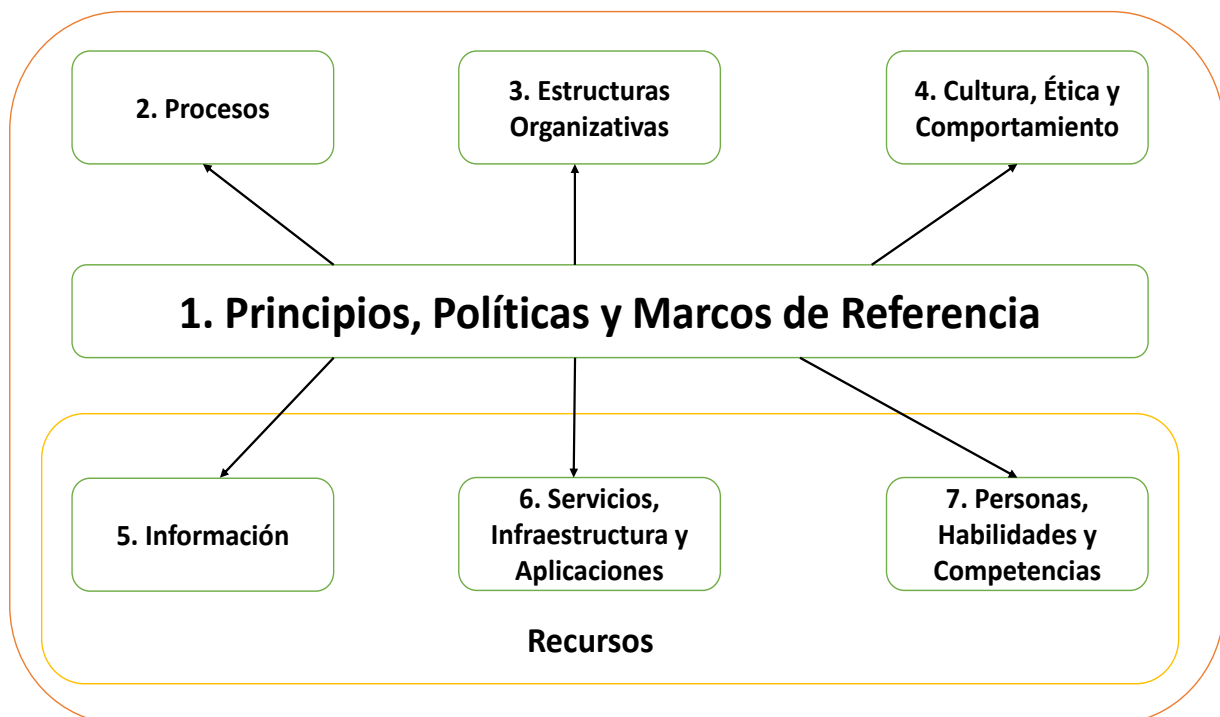 2. Procesos
3. Estructuras
Organizativas
4. Cultura, Ética y
Comportamiento
1. Principios, Políticas y Marcos de Referencia
5. Información
6. Servicios,
Infraestructura y
Aplicaciones
7. Personas,
Habilidades y
Competencias
Recursos